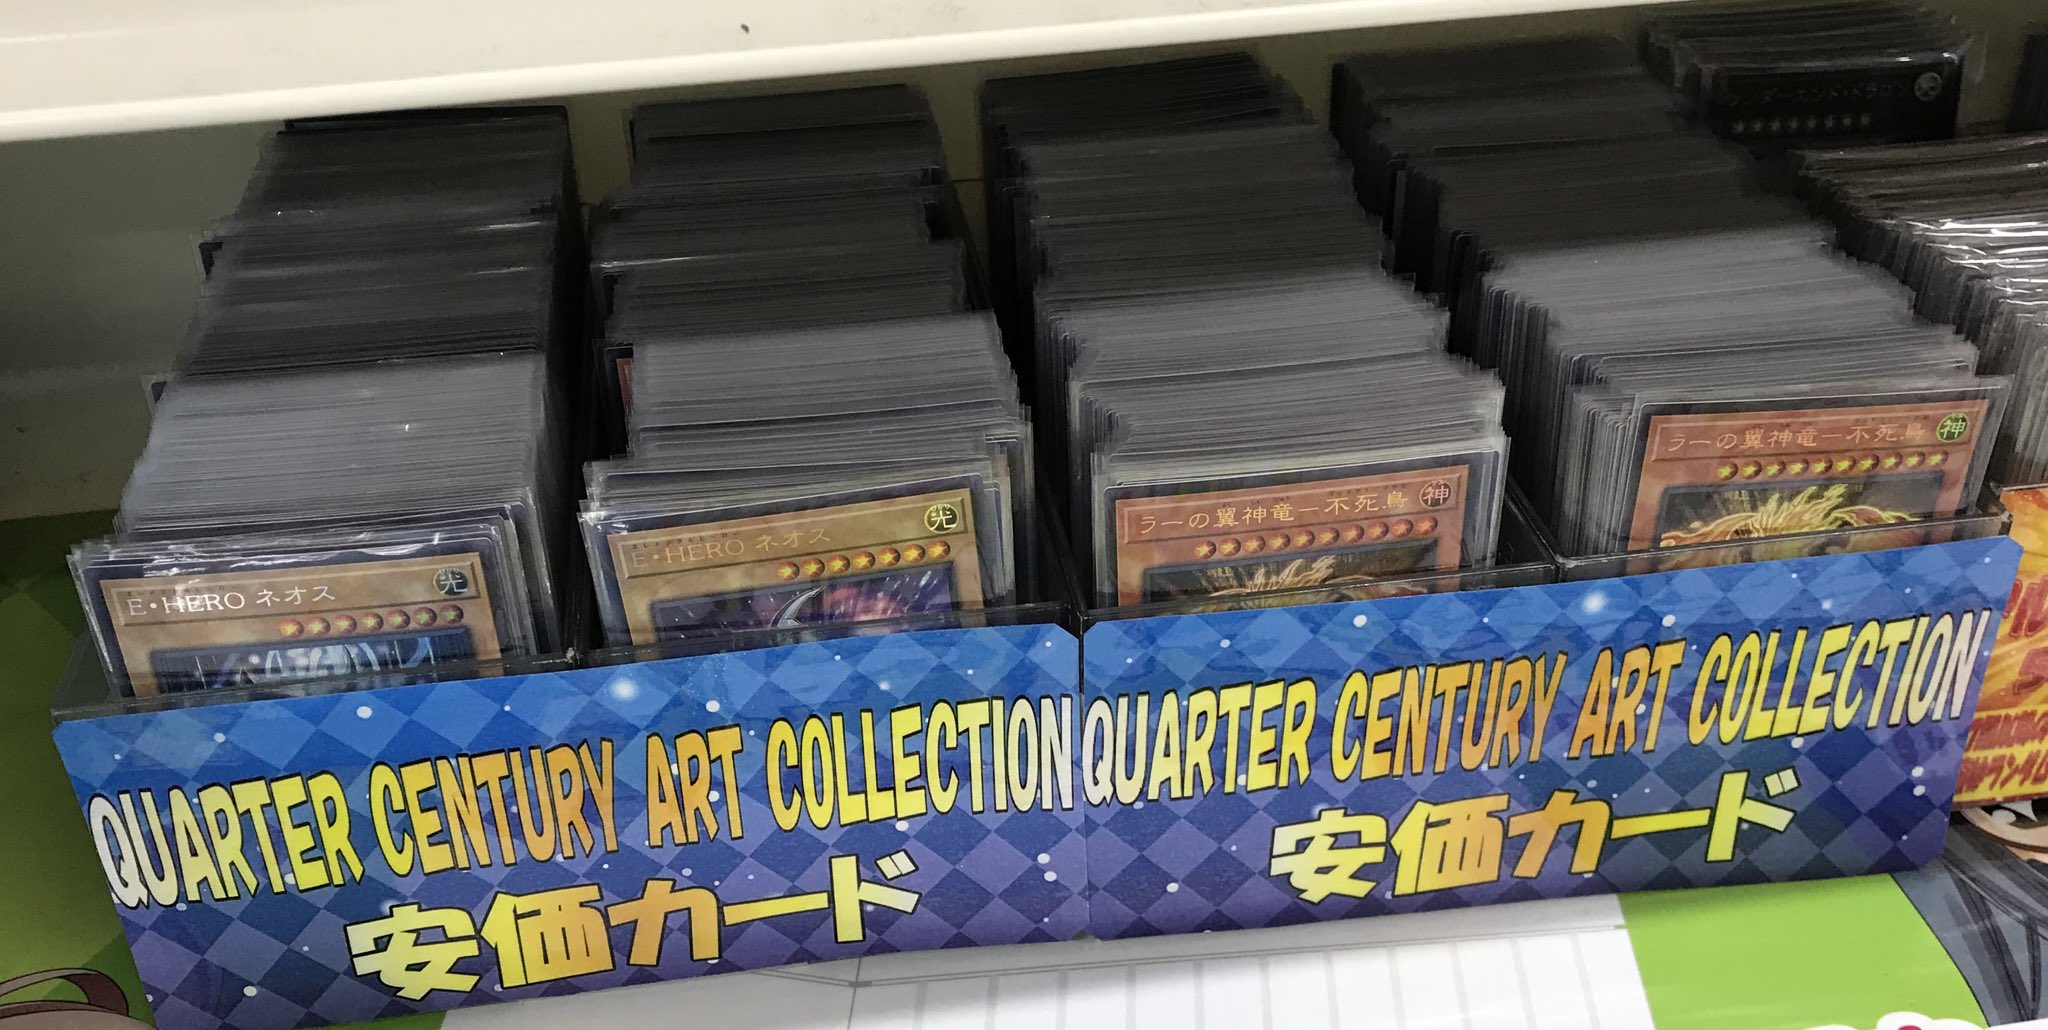 E・HERO ネオス
光
E・HERO ネオス
光
ラーの翼神竜－不死鳥
神
ラーの翼神竜－不死鳥
神
QUARTER CENTURY ART COLLECTION
安価カード
QUARTER CENTURY ART COLLECTION
安価カード